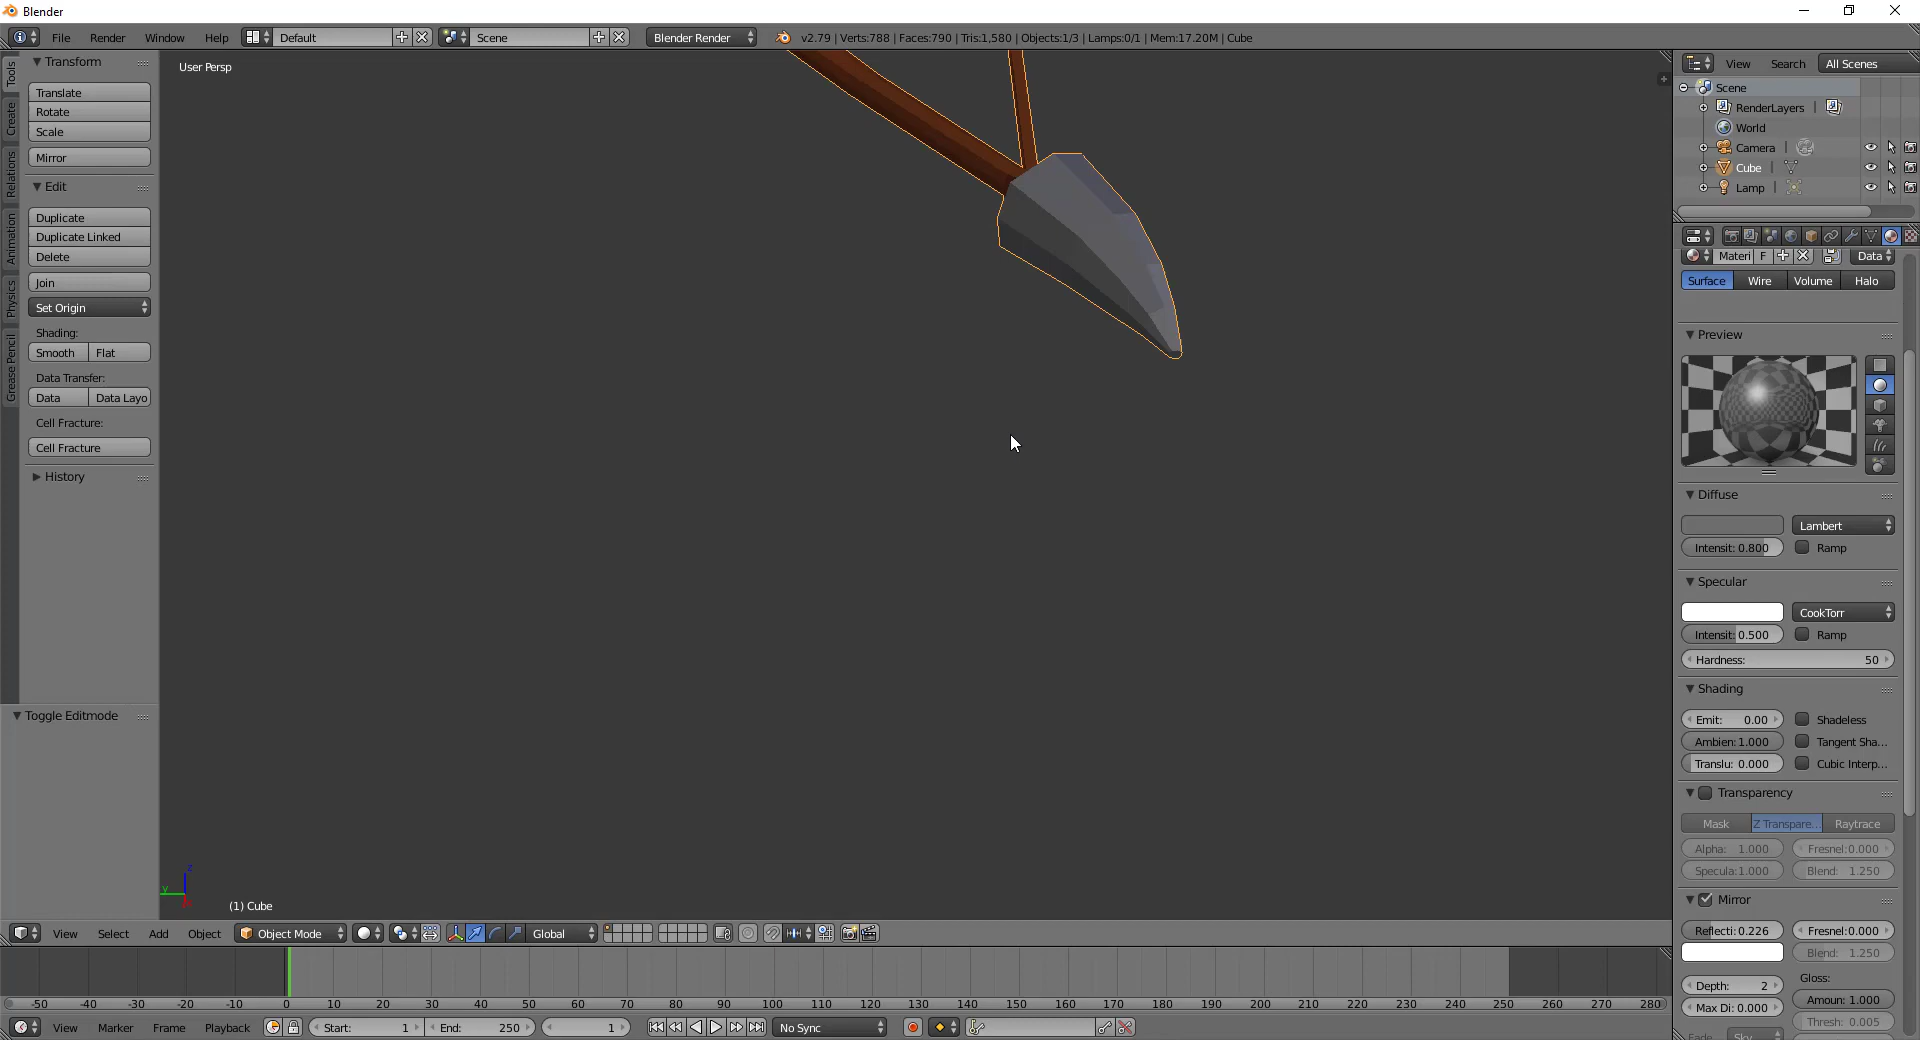 Blender
File Render Window Help Default Scene Blender Render v2.79 | Verts:788 | Faces:790 | Tris:1,580 | Objects:1/3 | Lamps:0/1 | Mem:17.20M | Cube
Tools
Create
Relations
Animation
Physics
Grease Pencil
Transform
Translate
Rotate
Scale
Mirror
Edit
Duplicate
Duplicate Linked
Delete
Join
Set Origin
Shading:
Smooth Flat
Data Transfer:
Data Data Layo
Cell Fracture:
Cell Fracture
History
Toggle Editmode
User Persp
z
y
(1) Cube
View Search All Scenes
Scene
RenderLayers
World
Camera
Cube
Lamp
Materi F Data
Surface Wire Volume Halo
Preview
Diffuse
Lambert
Intensit: 0.800 Ramp
Specular
CookTorr
Intensit: 0.500 Ramp
Hardness: 50
Shading
Emit: 0.00 Shadeless
Ambien: 1.000 Tangent Sha...
Translu: 0.000 Cubic Interp...
Transparency
Mask Z Transpare... Raytrace
Alpha: 1.000 Fresnel: 0.000
Specula: 1.000 Blend: 1.250
Mirror
Reflecti: 0.226 Fresnel: 0.000
Blend: 1.250
Depth: 2 Gloss:
Max Di: 0.000 Amoun: 1.000
Thresh: 0.005
Fade Sky
View Select Add Object Object Mode Global
-50 -40 -30 -20 -10 0 10 20 30 40 50 60 70 80 90 100 110 120 130 140 150 160 170 180 190 200 210 220 230 240 250 260 270 280
View Marker Frame Playback Start: 1 End: 250 1 No Sync